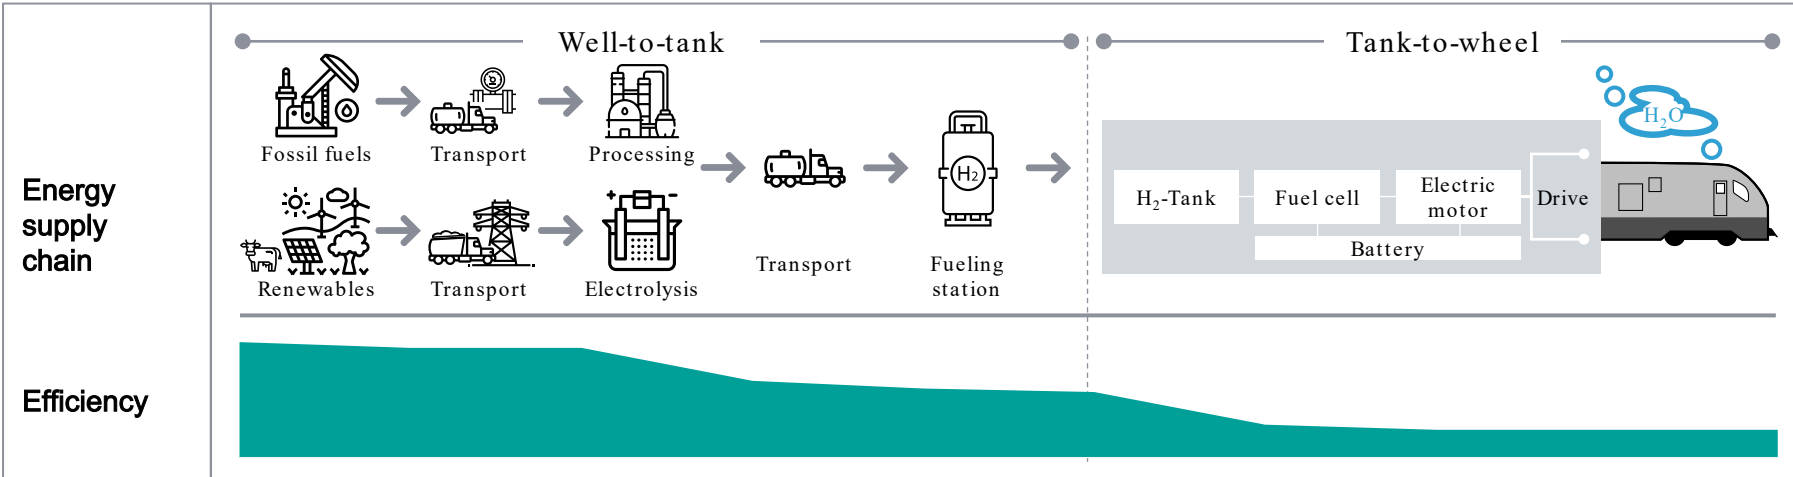 Well-to-tank
Tank-to-wheel
Energy
supply
chain
Fossil fuels
Transport
Processing
Renewables
Transport
+ -
Electrolysis
Transport
H2
Fueling
station
H₂-Tank
Fuel cell
Electric
motor
Battery
Drive
H₂O
Efficiency